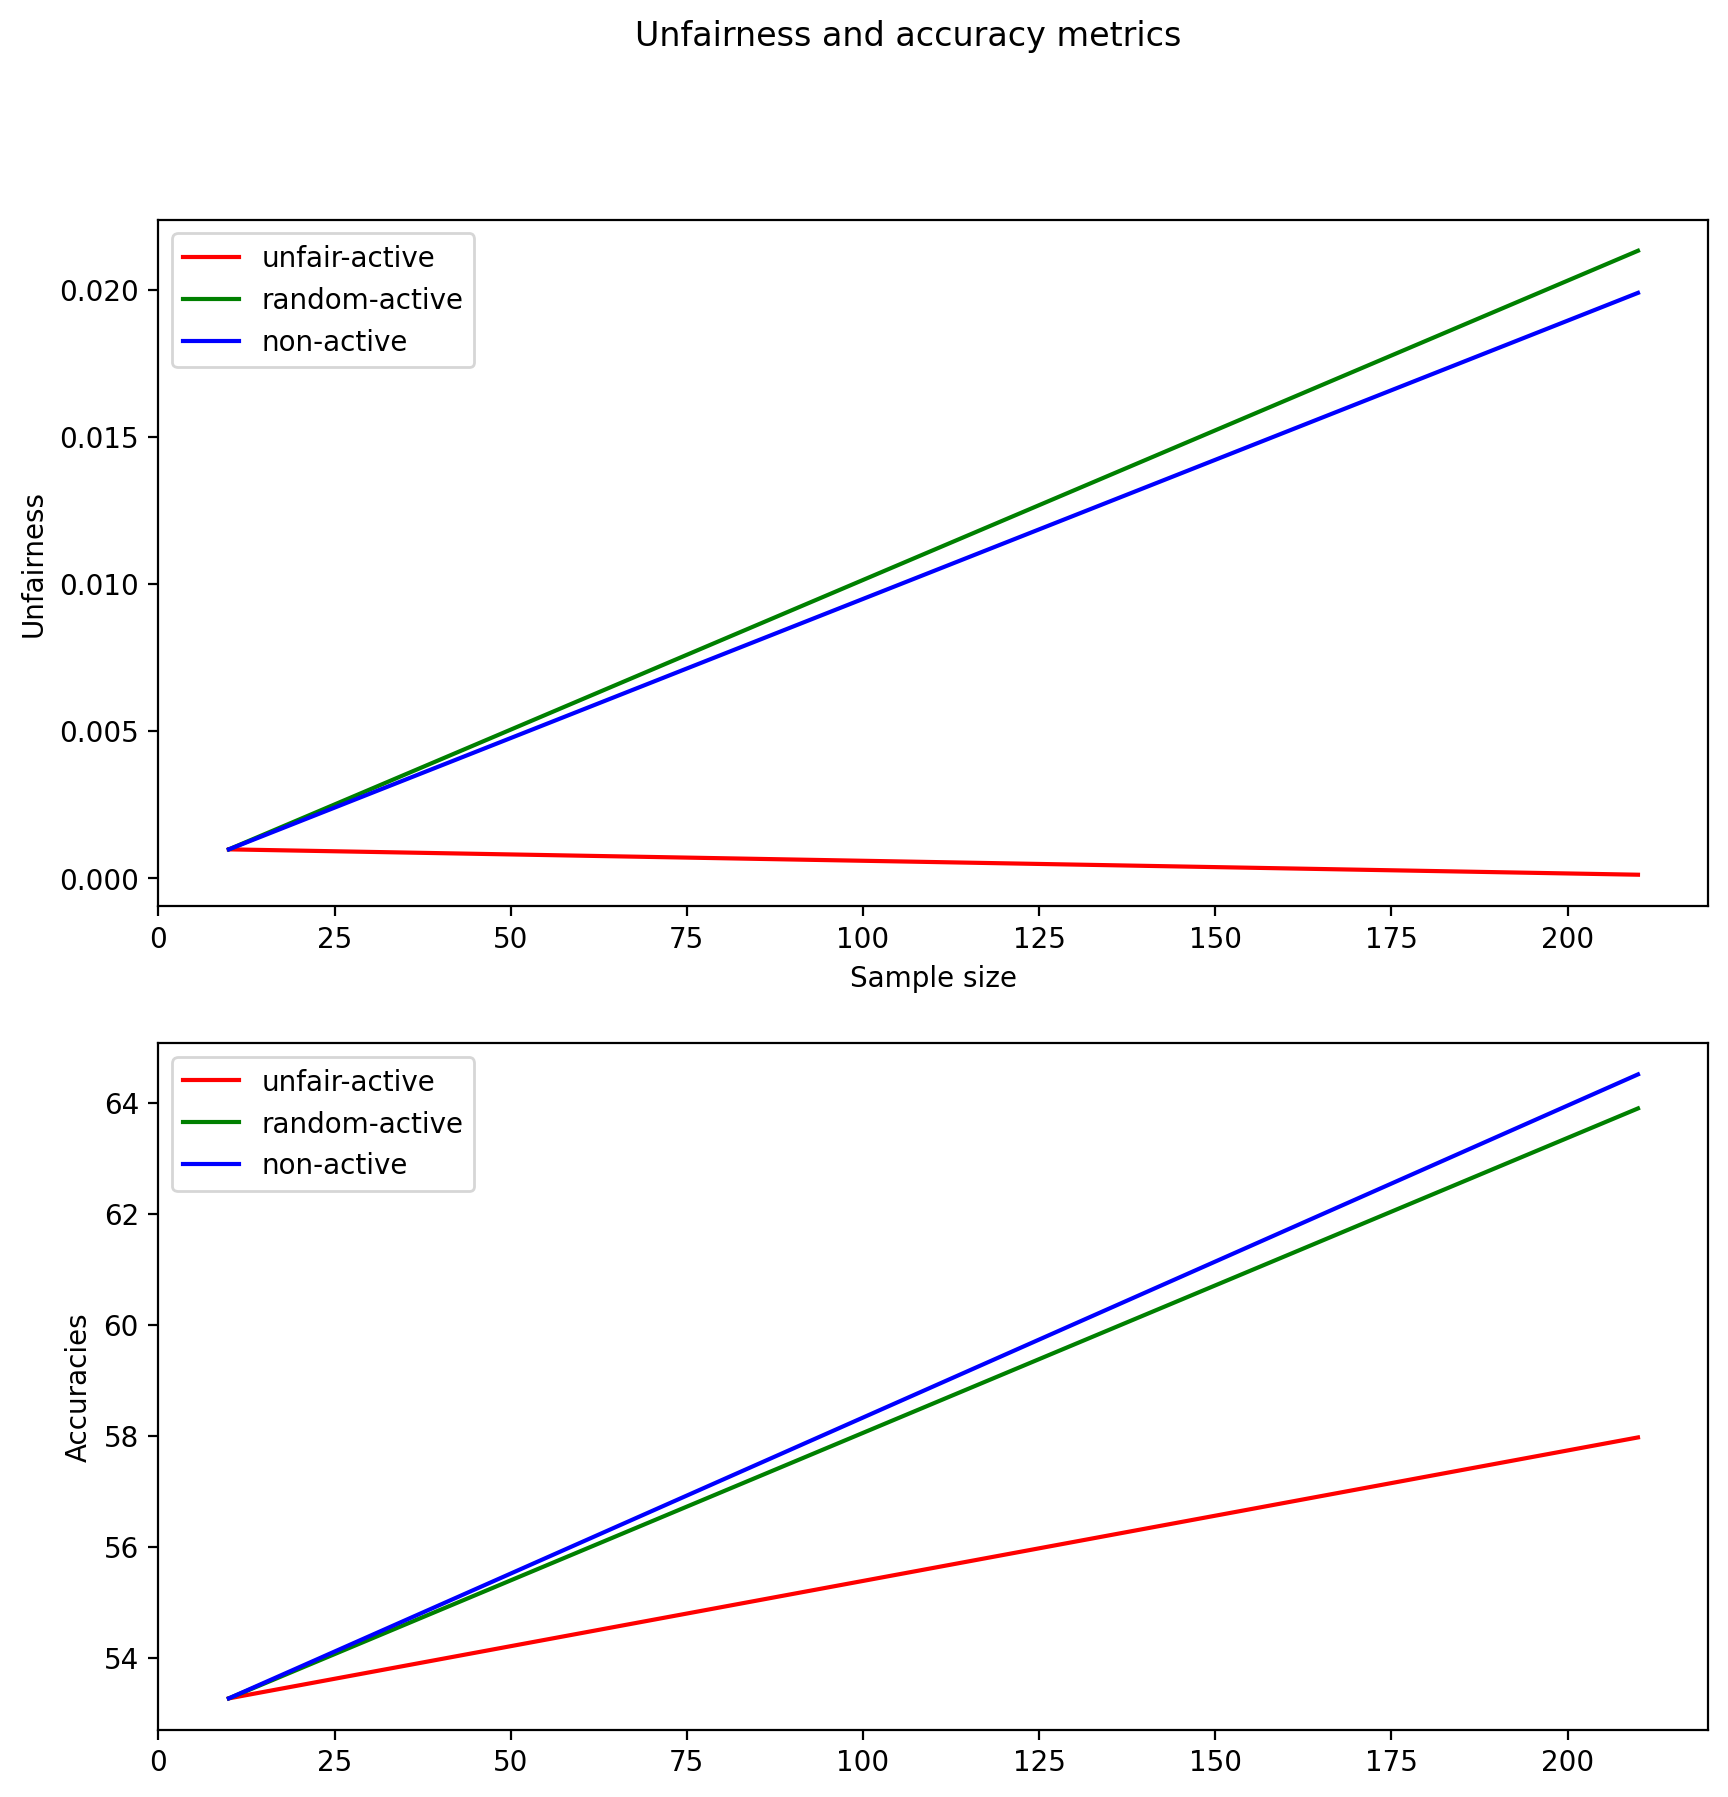 Unfairness and accuracy metrics
unfair-active
random-active
non-active
0.020
0.015
0.010
0.005
0.000
Unfairness
0 25 50 75 100 125 150 175 200
Sample size
unfair-active
random-active
non-active
64
62
60
58
56
54
Accuracies
0 25 50 75 100 125 150 175 200